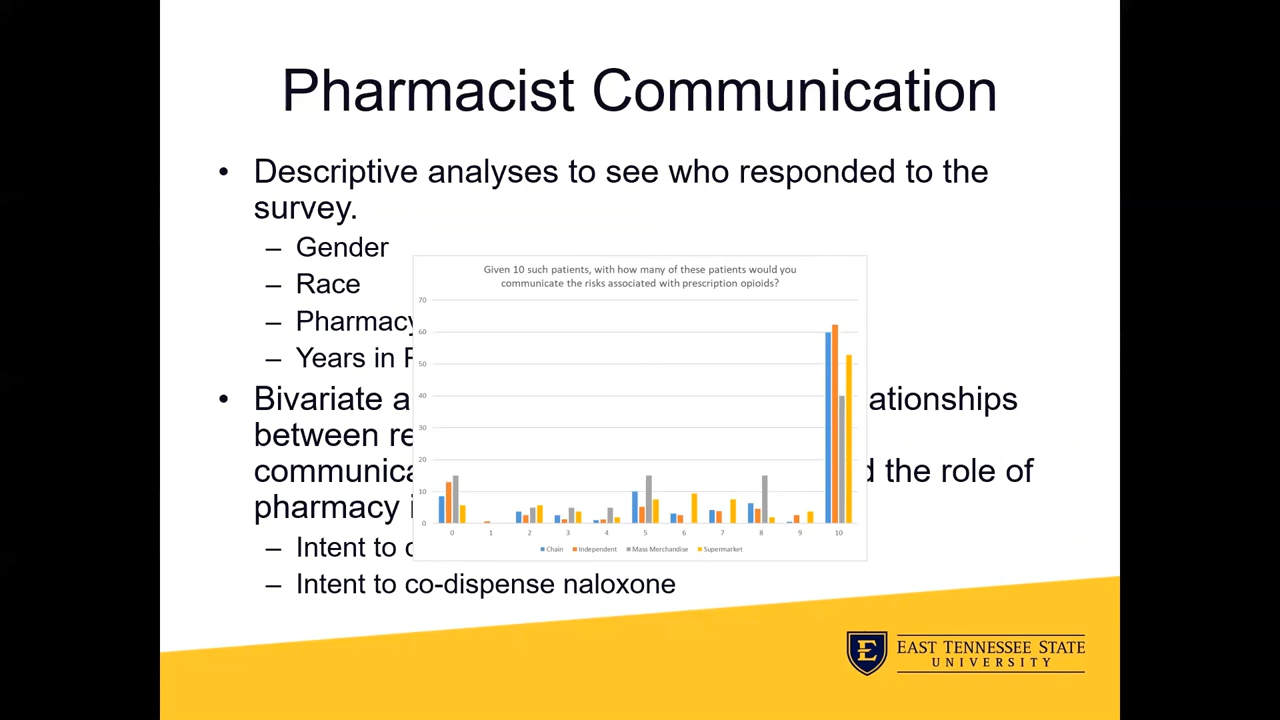 Pharmacist Communication
• Descriptive analyses to see who responded to the
survey.
– Gender
– Race
– Pharmacy
– Years in
• Bivariate ationships
between
the role of
pharmacy
– Intent to
– Intent to co-dispense naloxone
Given 10 such patients, with how many of these patients would you
communicate the risks associated with prescription opioids?
70
60
50
40
30
20
10
0
0 1 2 3 4 5 6 7 8 9 10
Chain Independent Mass Merchandise Supermarket
E
EAST TENNESSEE STATE
UNIVERSITY